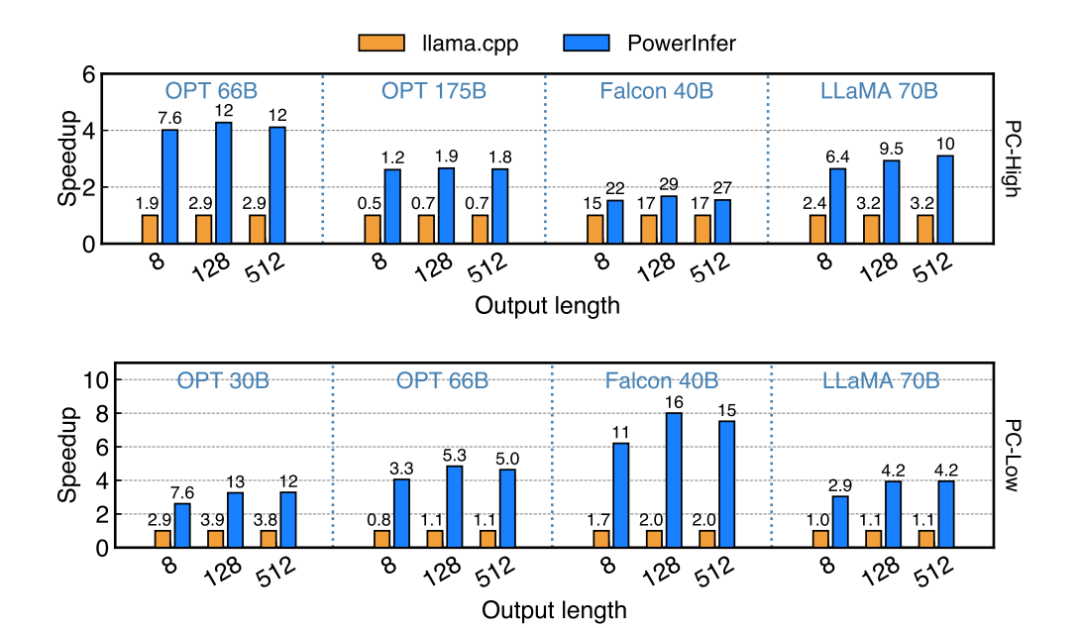 llama.cpp PowerInfer
6
OPT 66B OPT 175B Falcon 40B LLaMA 70B
7.6 12 12 1.2 1.9 1.8 22 29 27 6.4 9.5 10
4
2
1.9 2.9 2.9 0.5 0.7 0.7 15 17 17 2.4 3.2 3.2
0
Speedup
PC-High
8 128 512 8 128 512 8 128 512 8 128 512
Output length
10
OPT 30B OPT 66B Falcon 40B LLaMA 70B
8
7.6 13 12 3.3 5.3 5.0 11 16 15 2.9 4.2 4.2
6
4
2
2.9 3.9 3.8 0.8 1.1 1.1 1.7 2.0 2.0 1.0 1.1 1.1
0
Speedup
PC-Low
8 128 512 8 128 512 8 128 512 8 128 512
Output length